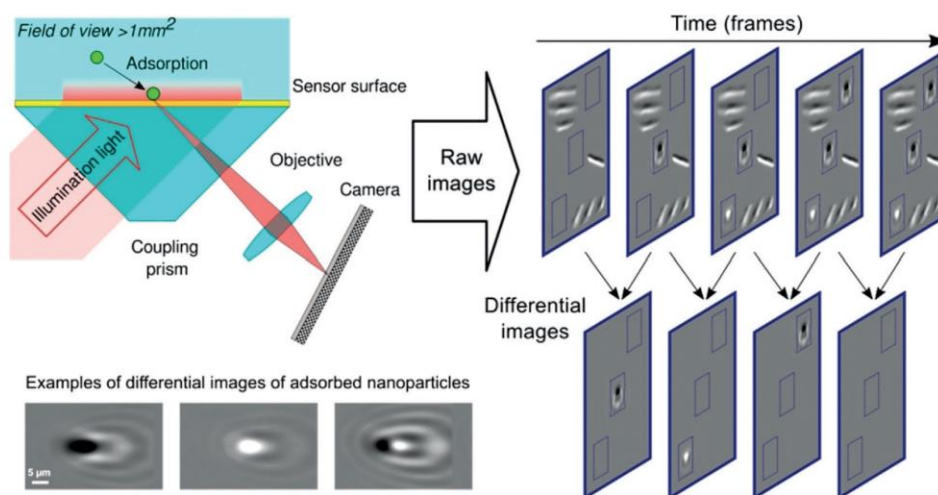 Field of view >1mm²
Adsorption
Sensor surface
Illumination light
Objective
Camera
Coupling
prism
Raw
images
Time (frames)
Differential
images
Examples of differential images of adsorbed nanoparticles
5 µm